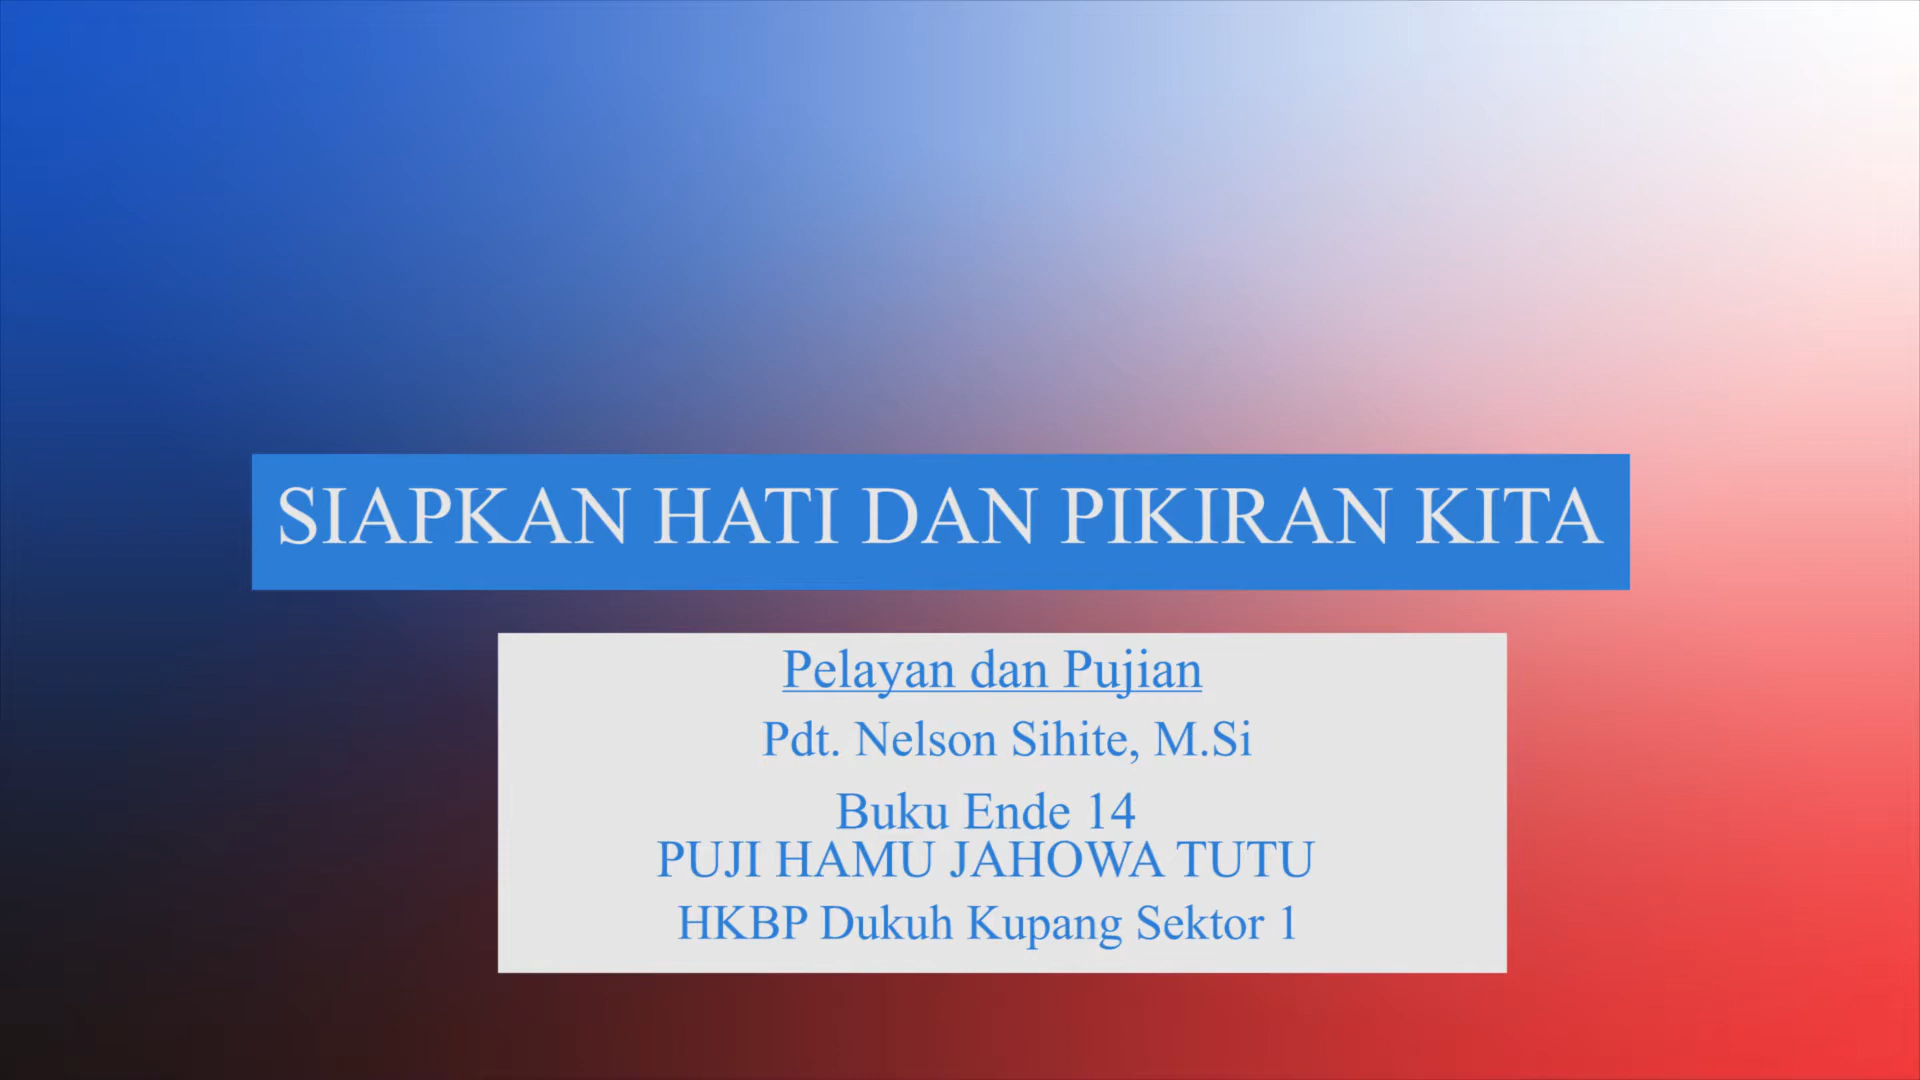 SIAPKAN HATI DAN PIKIRAN KITA
Pelayan dan Pujian
Pdt. Nelson Sihite, M.Si
Buku Ende 14
PUJI HAMU JAHOWA TUTU
HKBP Dukuh Kupang Sektor 1